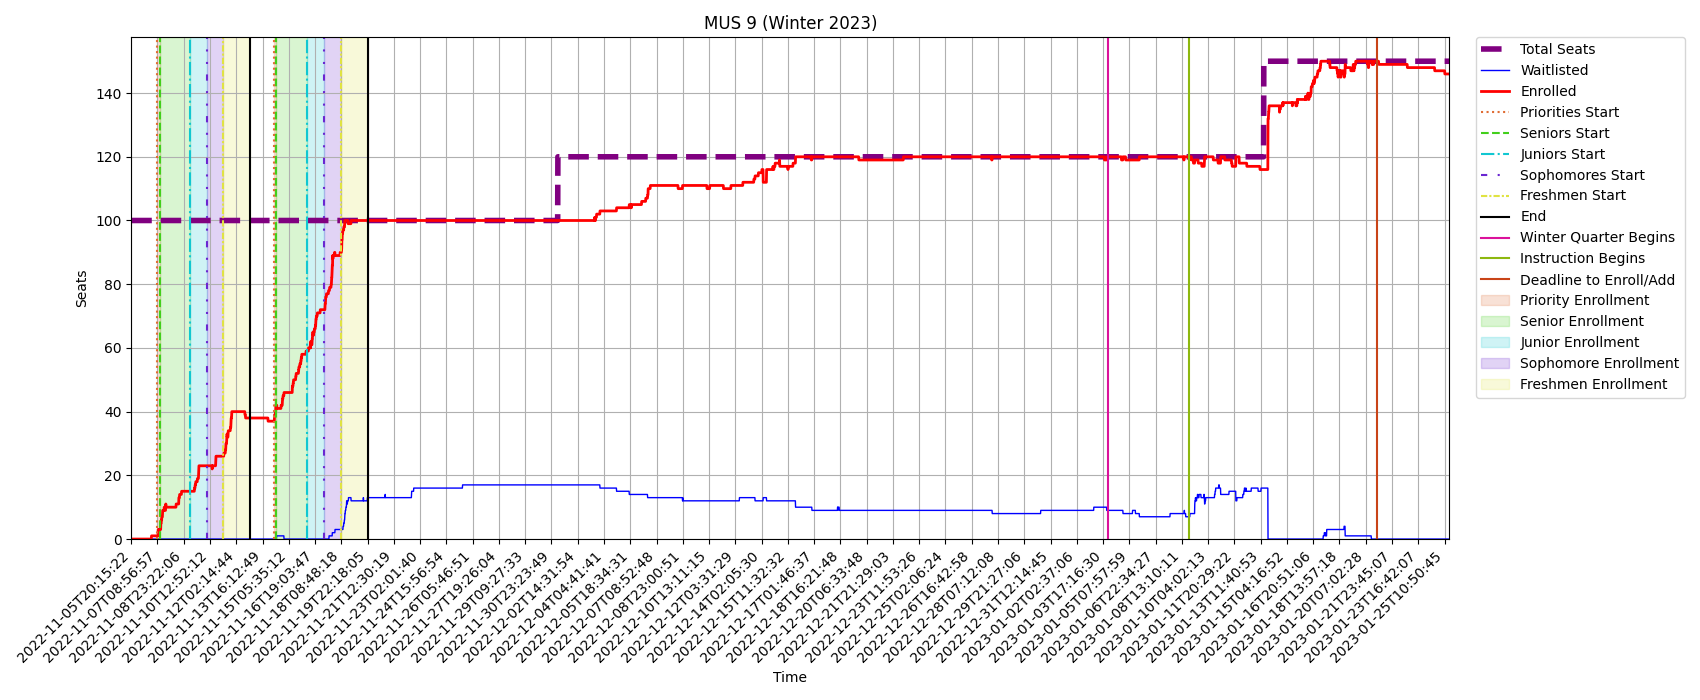 MUS 9 (Winter 2023)
Seats
140
120
100
80
60
40
20
0
2022-11-05T20:15:22
2022-11-07T08:56:57
2022-11-08T23:22:06
2022-11-10T12:52:12
2022-11-12T02:14:44
2022-11-13T16:12:49
2022-11-15T05:35:12
2022-11-16T19:03:47
2022-11-18T08:48:18
2022-11-19T22:18:05
2022-11-21T12:30:19
2022-11-23T02:01:40
2022-11-24T15:56:54
2022-11-26T05:46:51
2022-11-27T19:26:04
2022-11-29T09:27:33
2022-11-30T23:23:49
2022-12-02T14:31:54
2022-12-04T04:41:41
2022-12-05T18:34:31
2022-12-07T08:52:48
2022-12-08T23:00:51
2022-12-10T13:11:15
2022-12-12T03:31:29
2022-12-14T02:05:30
2022-12-15T11:32:32
2022-12-17T01:46:37
2022-12-18T16:21:48
2022-12-20T06:33:48
2022-12-21T21:29:03
2022-12-23T11:53:26
2022-12-25T02:06:24
2022-12-26T16:42:58
2022-12-28T07:12:08
2022-12-29T21:27:06
2022-12-31T12:14:45
2023-01-02T02:37:06
2023-01-03T17:16:30
2023-01-05T07:57:59
2023-01-06T22:34:27
2023-01-08T13:10:11
2023-01-10T04:02:13
2023-01-11T20:29:22
2023-01-13T11:40:53
2023-01-15T04:16:52
2023-01-16T20:51:06
2023-01-18T13:57:18
2023-01-20T07:02:28
2023-01-21T23:45:07
2023-01-23T16:42:07
2023-01-25T10:50:45
Time
Total Seats
Waitlisted
Enrolled
Priorities Start
Seniors Start
Juniors Start
Sophomores Start
Freshmen Start
End
Winter Quarter Begins
Instruction Begins
Deadline to Enroll/Add
Priority Enrollment
Senior Enrollment
Junior Enrollment
Sophomore Enrollment
Freshmen Enrollment